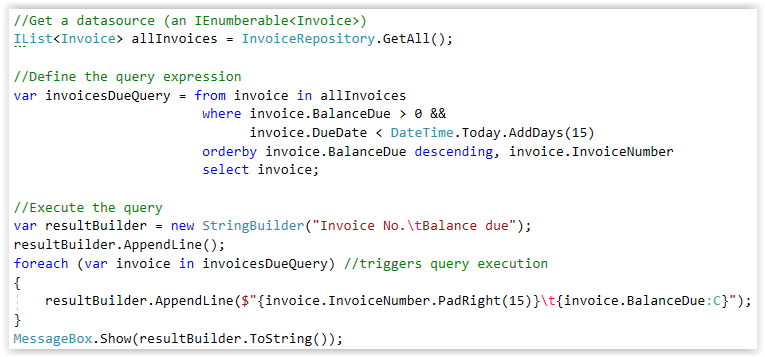 //Get a datasource (an IEnumberable<Invoice>)
IList<Invoice> allInvoices = InvoiceRepository.GetAll();

//Define the query expression
var invoicesDueQuery = from invoice in allInvoices
                       where invoice.BalanceDue > 0 &&
                             invoice.DueDate < DateTime.Today.AddDays(15)
                       orderby invoice.BalanceDue descending, invoice.InvoiceNumber
                       select invoice;

//Execute the query
var resultBuilder = new StringBuilder("Invoice No.\tBalance due");
resultBuilder.AppendLine();
foreach (var invoice in invoicesDueQuery) //triggers query execution
{
    resultBuilder.AppendLine($"{invoice.InvoiceNumber.PadRight(15)}\t{invoice.BalanceDue:C}");
}
MessageBox.Show(resultBuilder.ToString());